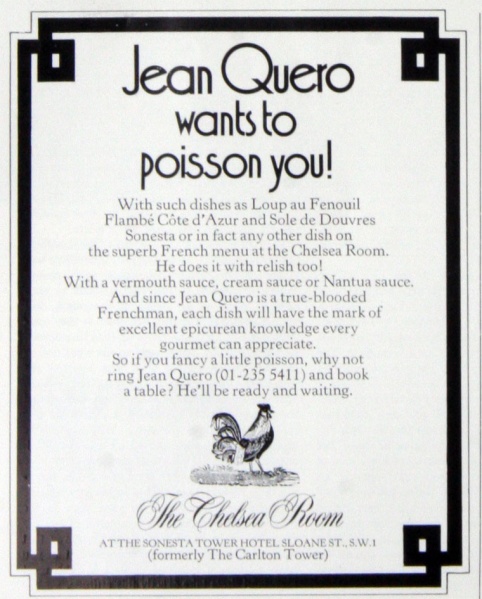 Jean Quero
wants to
poisson you!
With such dishes as Loup au Fenouil
Flambé Côte d'Azur and Sole de Douvres
Sonesta or in fact any other dish on
the superb French menu at the Chelsea Room.
He does it with relish too!
With a vermouth sauce, cream sauce or Nantua sauce.
And since Jean Quero is a true-blooded
Frenchman, each dish will have the mark of
excellent epicurean knowledge every
gourmet can appreciate.
So if you fancy a little poisson, why not
ring Jean Quero (01-235 5411) and book
a table? He'll be ready and waiting.
The Chelsea Room
AT THE SONESTA TOWER HOTEL SLOANE ST., S.W.1
(formerly The Carlton Tower)